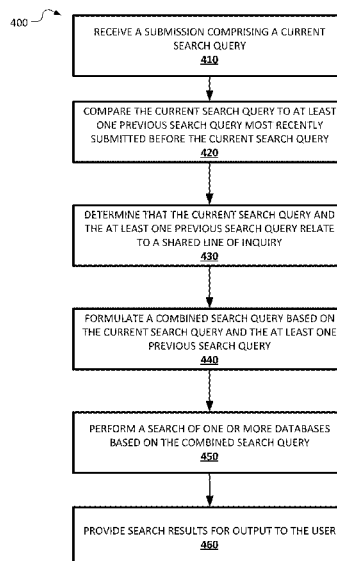 400
RECEIVE A SUBMISSION COMPRISING A CURRENT
SEARCH QUERY
410
COMPARE THE CURRENT SEARCH QUERY TO AT LEAST
ONE PREVIOUS SEARCH QUERY MOST RECENTLY
SUBMITTED BEFORE THE CURRENT SEARCH QUERY
420
DETERMINE THAT THE CURRENT SEARCH QUERY AND
THE AT LEAST ONE PREVIOUS SEARCH QUERY RELATE
TO A SHARED LINE OF INQUIRY
430
FORMULATE A COMBINED SEARCH QUERY BASED ON
THE CURRENT SEARCH QUERY AND THE AT LEAST ONE
PREVIOUS SEARCH QUERY
440
PERFORM A SEARCH OF ONE OR MORE DATABASES
BASED ON THE COMBINED SEARCH QUERY
450
PROVIDE SEARCH RESULTS FOR OUTPUT TO THE USER
460